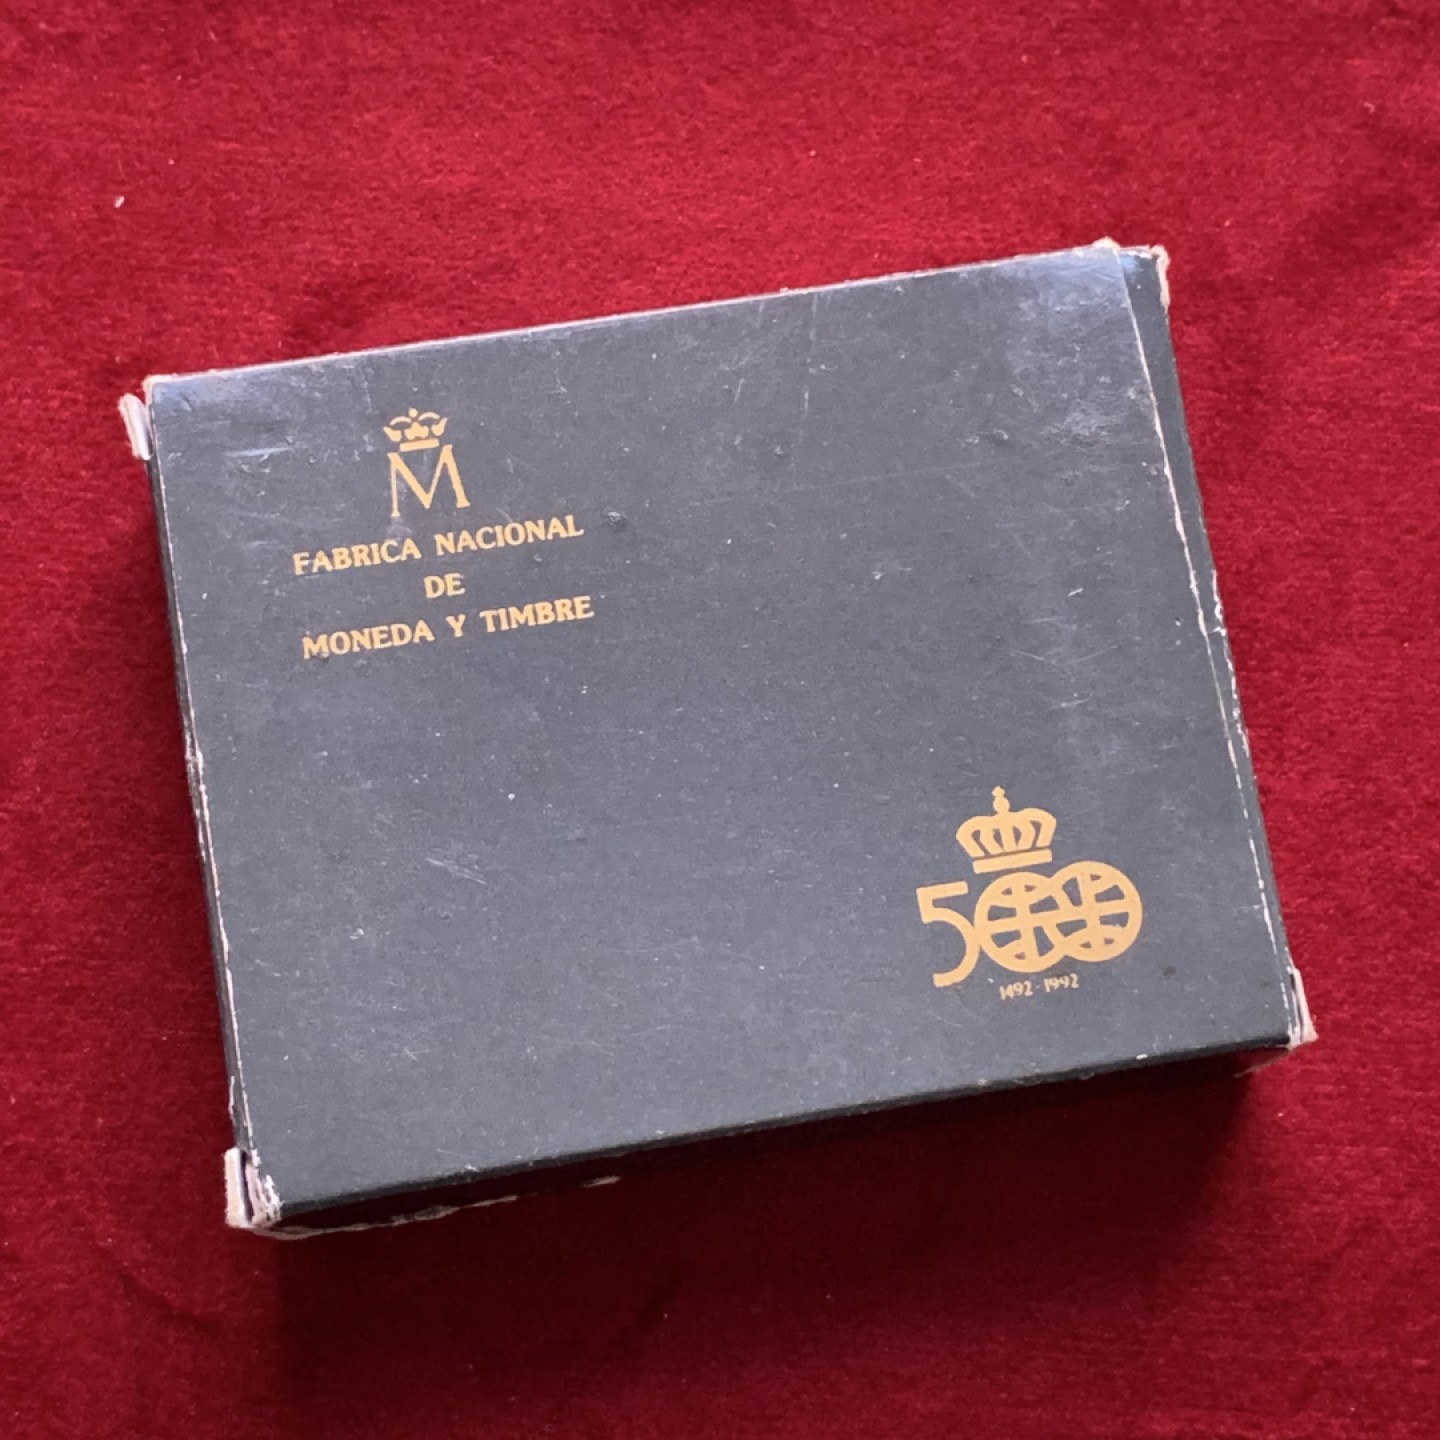 M
FABRICA NACIONAL
DE
MONEDA Y TIMBRE
500
1492-1992